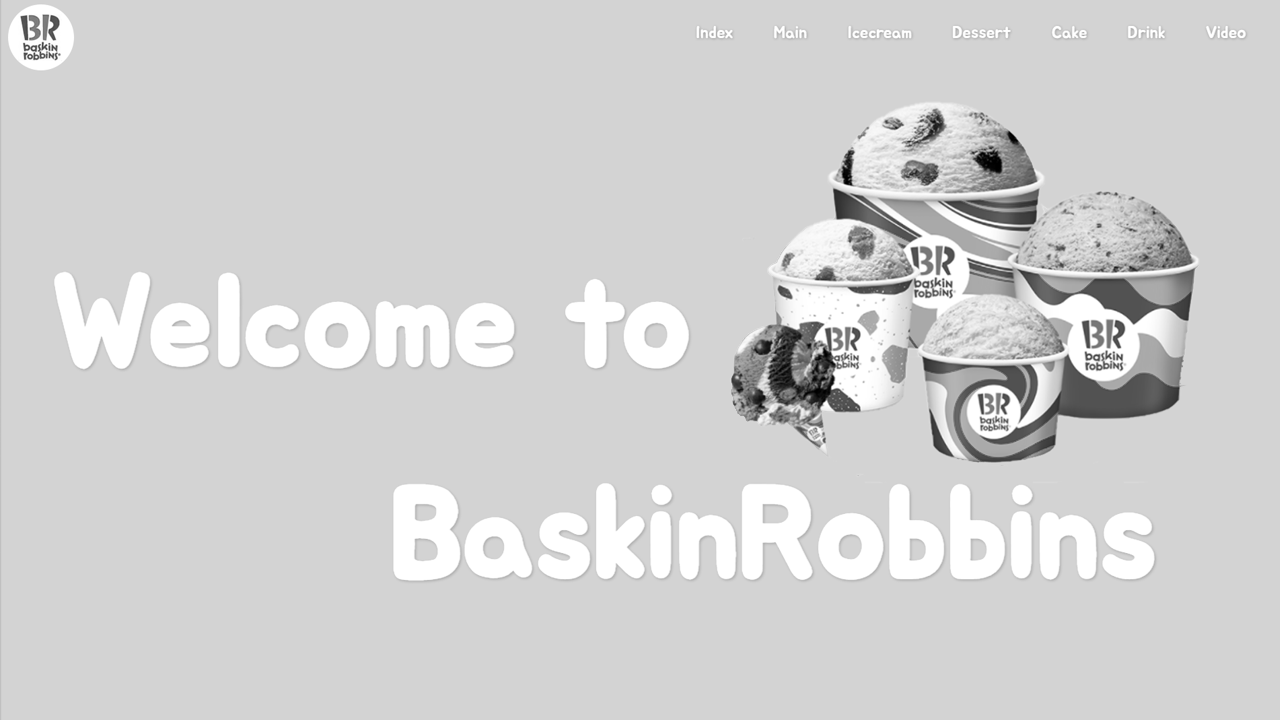 BR
baskin
robbins
Index Main Icecream Dessert Cake Drink Video
BR
baskin
robbins
BR
baskin
robbins
BR
baskin
robbins
BR
baskin
robbins
Welcome to
BaskinRobbins